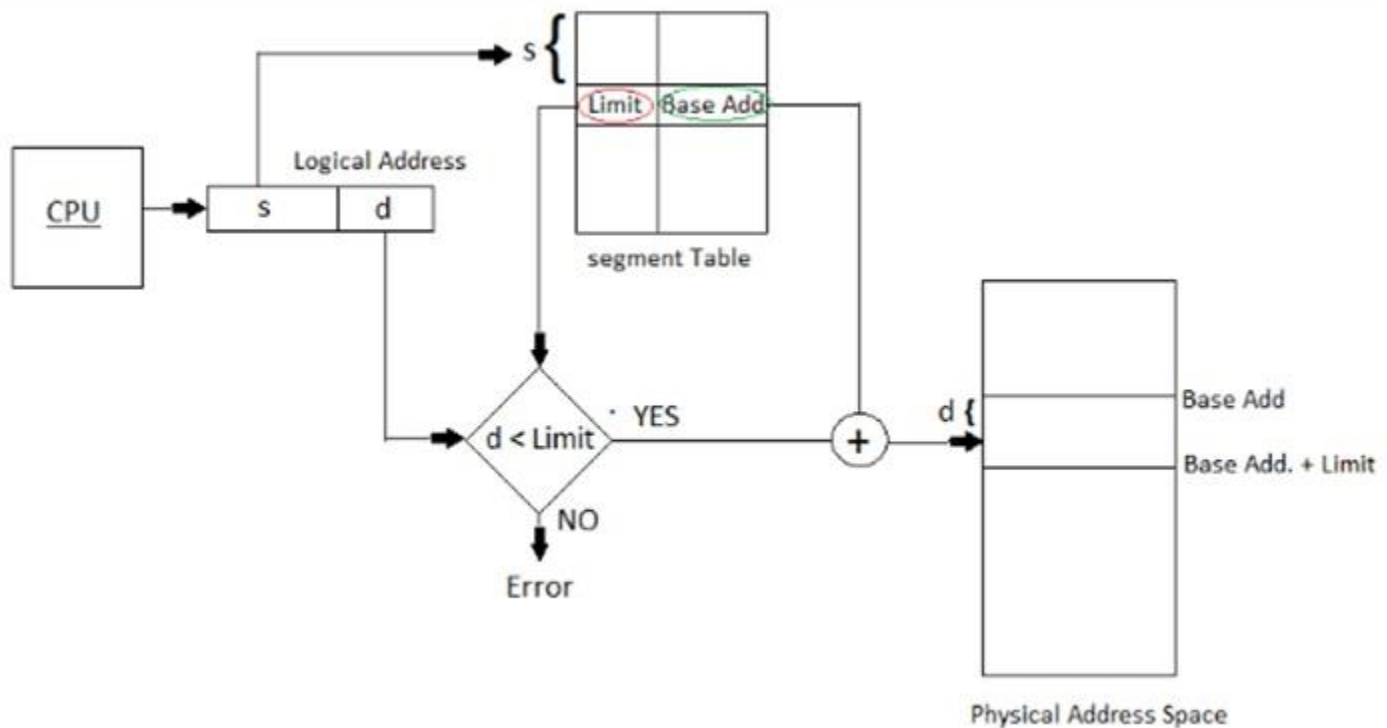 s {
Limit
Base Add
Logical Address
CPU
s
d
segment Table
d < Limit
YES
+
d {
Base Add
Base Add. + Limit
NO
Error
Physical Address Space